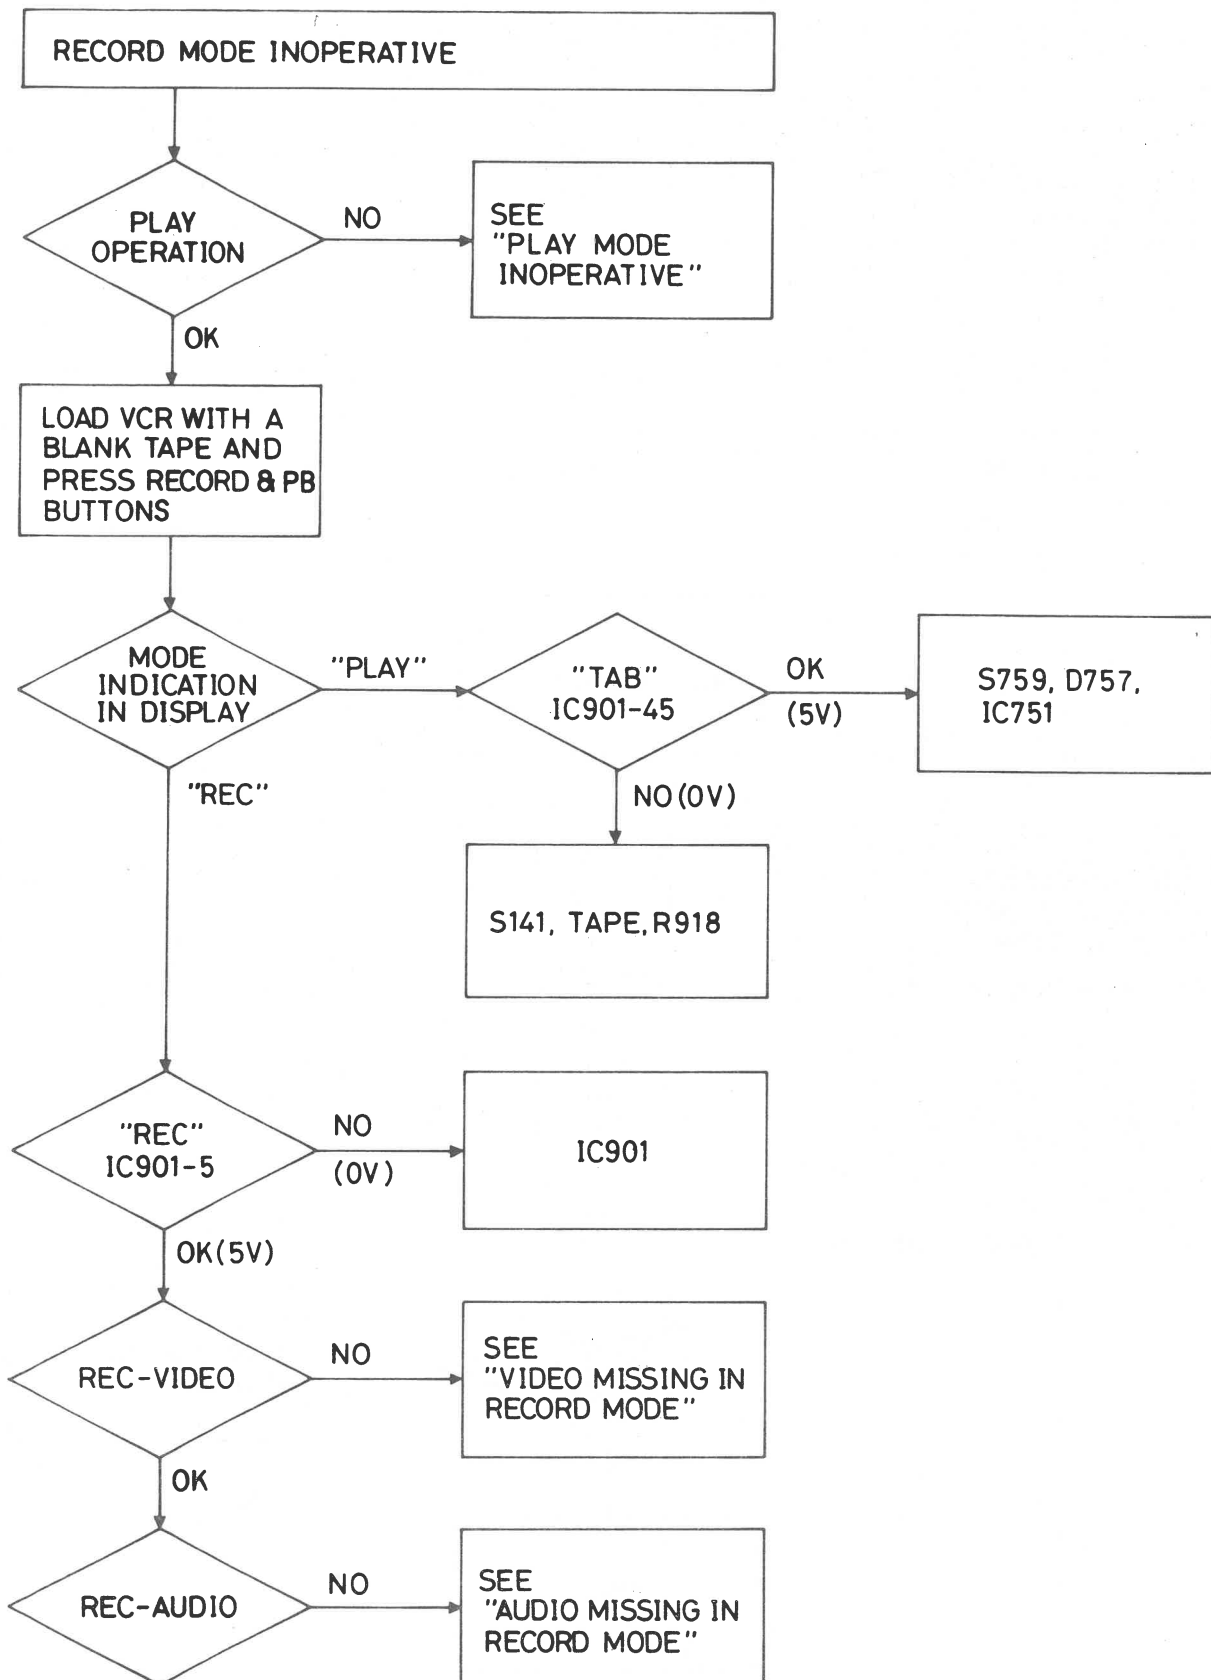 RECORD MODE INOPERATIVE
PLAY
OPERATION
NO
SEE
"PLAY MODE
INOPERATIVE"
OK
LOAD VCR WITH A
BLANK TAPE AND
PRESS RECORD & PB
BUTTONS
MODE
INDICATION
IN DISPLAY
"PLAY"
"TAB"
IC901-45
OK
(5V)
S759, D757,
IC751
"REC"
NO(0V)
S141, TAPE, R918
"REC"
IC901-5
NO
(0V)
IC901
OK(5V)
REC-VIDEO
NO
SEE
"VIDEO MISSING IN
RECORD MODE"
OK
REC-AUDIO
NO
SEE
"AUDIO MISSING IN
RECORD MODE"